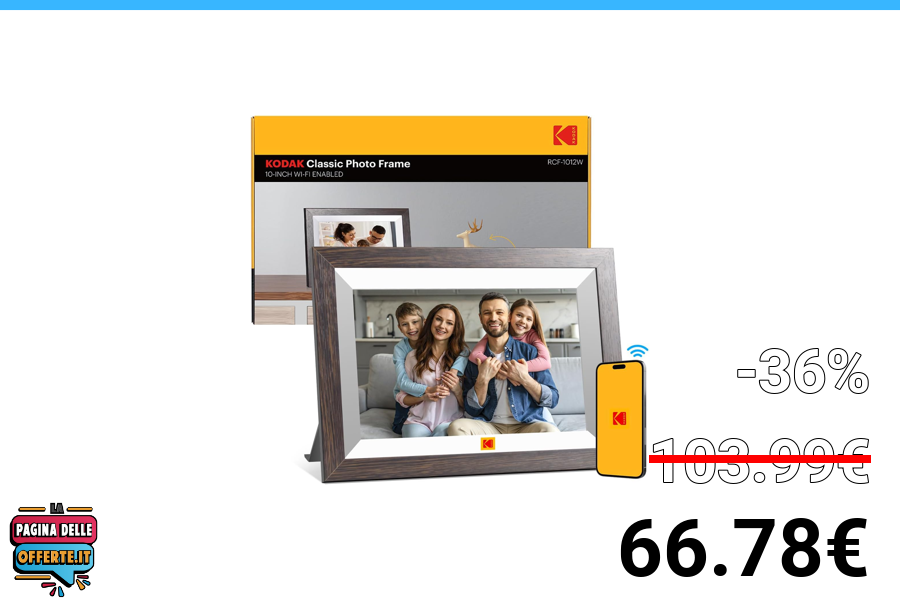 KODAK Classic Photo Frame
RCF-1012W
10-INCH WI-FI ENABLED
-36%
103.99€
66.78€
LA
PAGINA DELLE
OFFERTE.IT